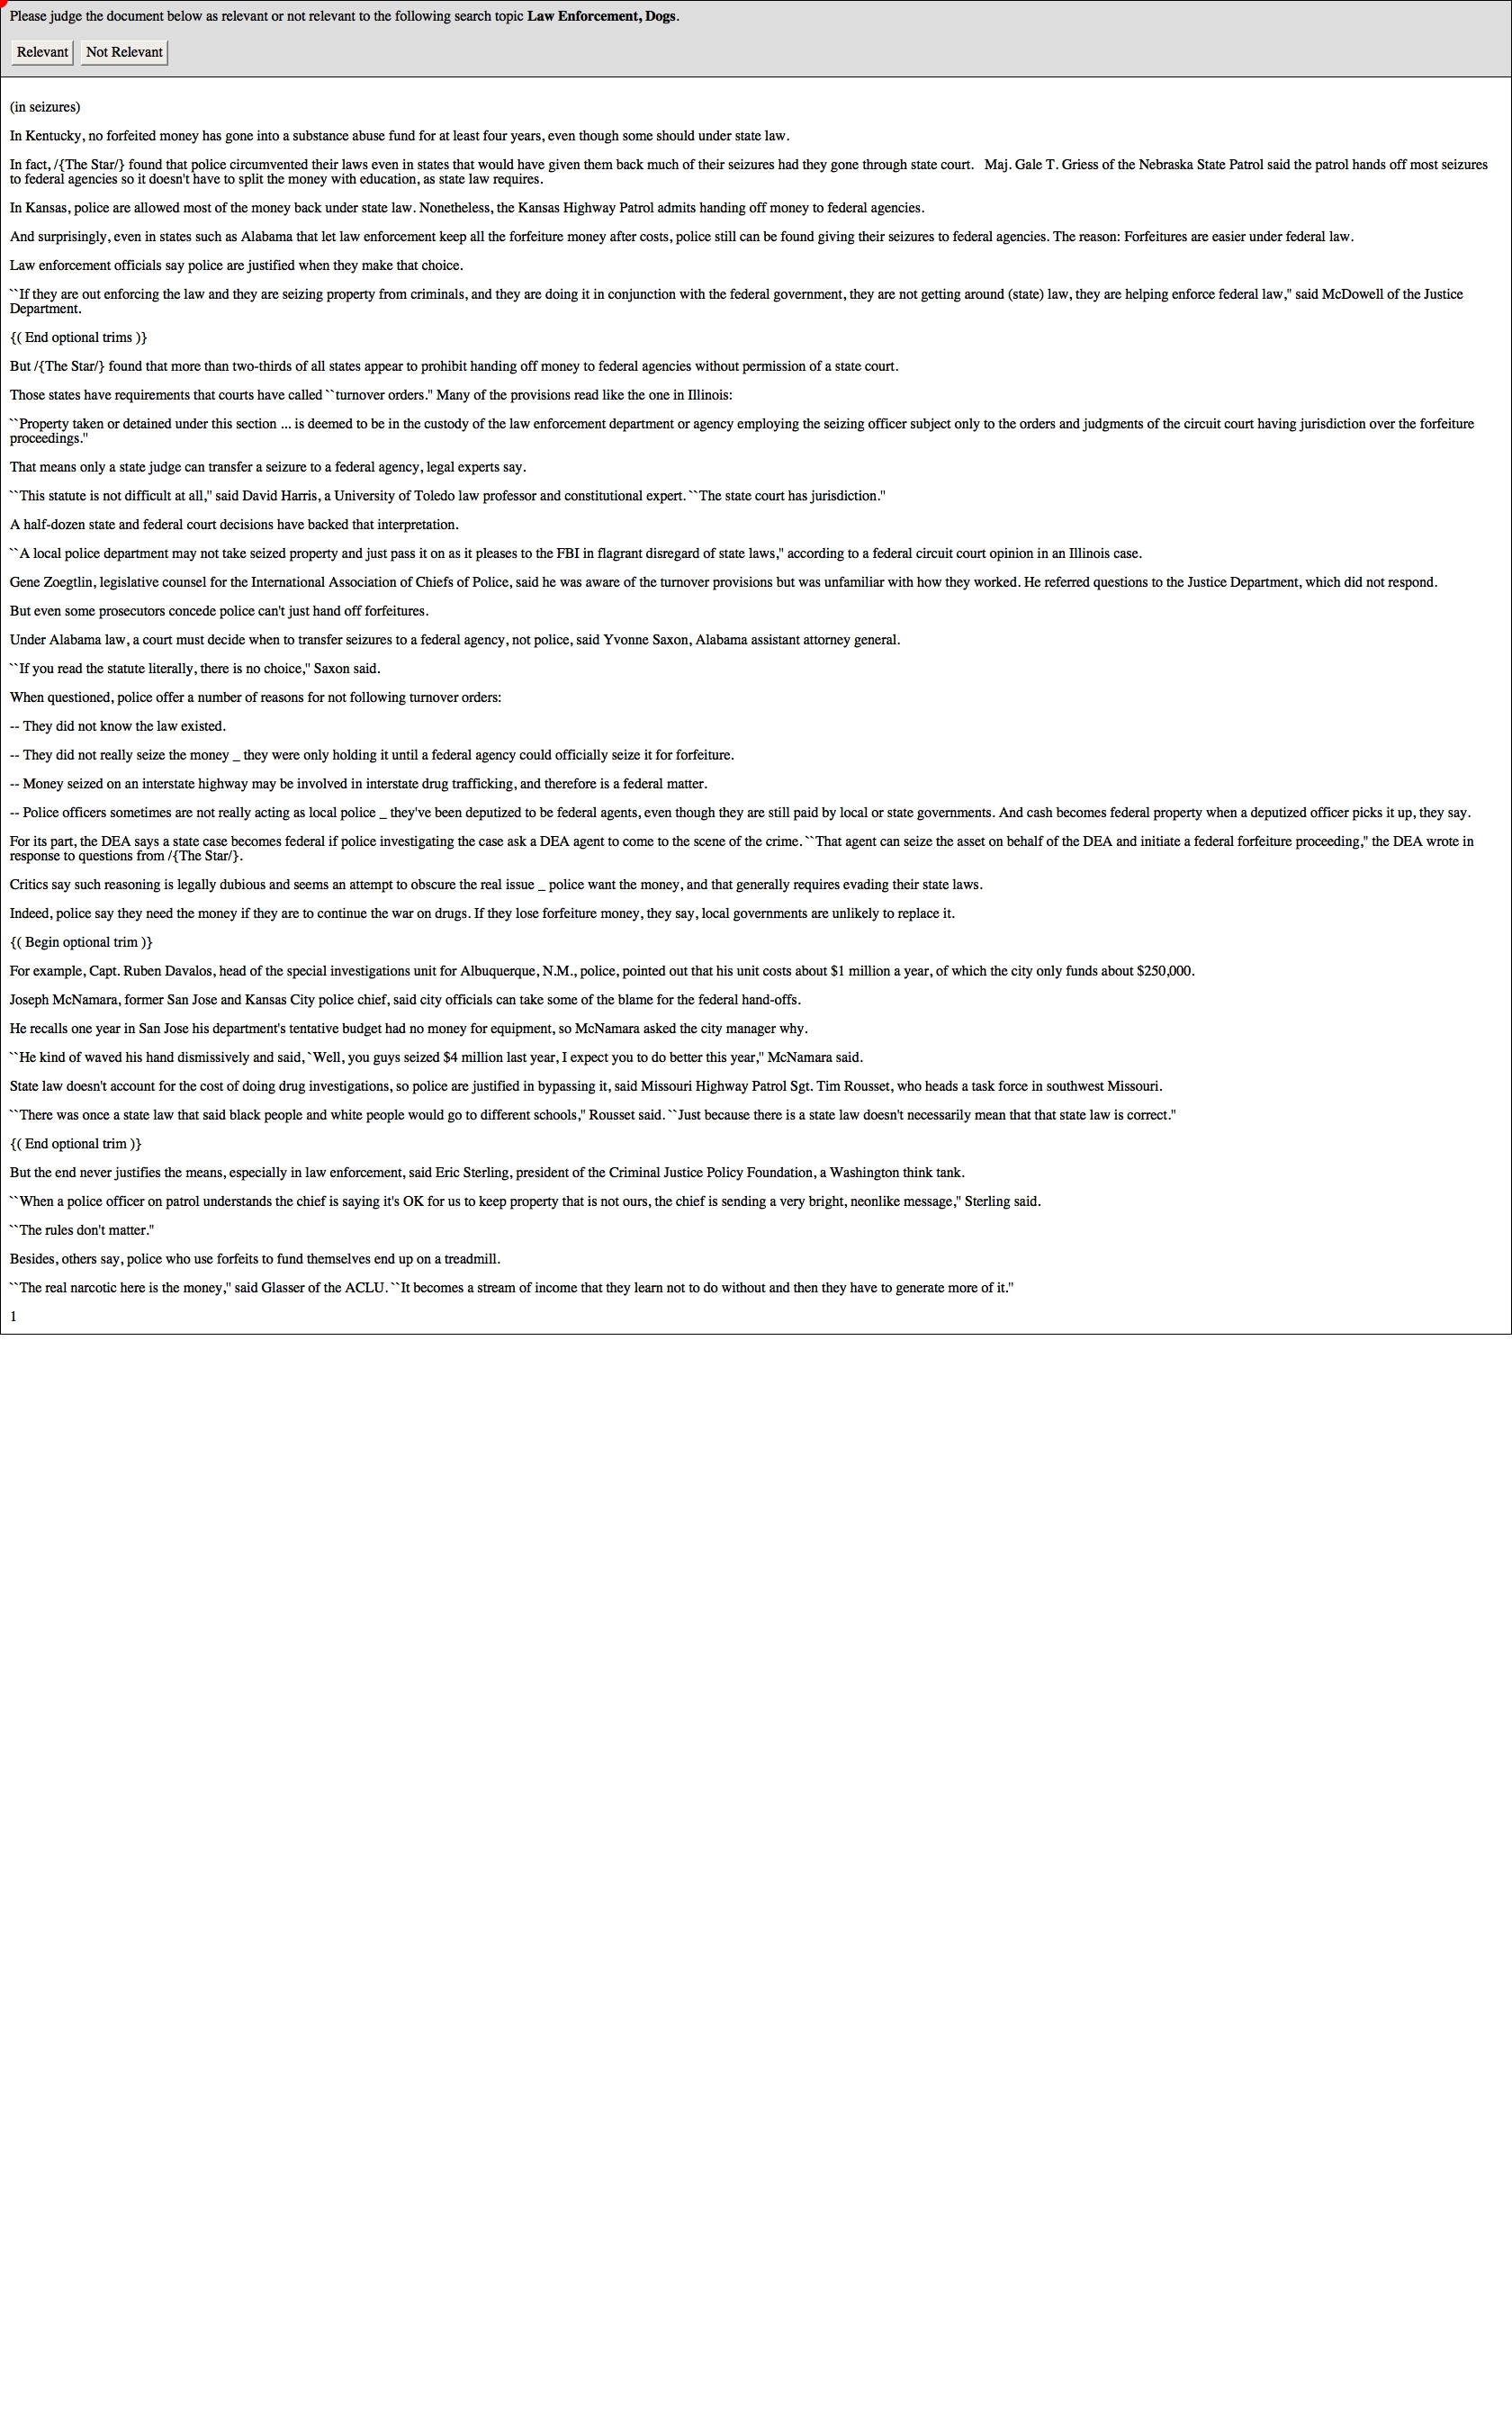 Please judge the document below as relevant or not relevant to the following search topic Law Enforcement, Dogs.
Relevant Not Relevant
(in seizures)
In Kentucky, no forfeited money has gone into a substance abuse fund for at least four years, even though some should under state law.
In fact, /{The Star/} found that police circumvented their laws even in states that would have given them back much of their seizures had they gone through state court. Maj. Gale T. Griess of the Nebraska State Patrol said the patrol hands off most seizures
to federal agencies so it doesn't have to split the money with education, as state law requires.
In Kansas, police are allowed most of the money back under state law. Nonetheless, the Kansas Highway Patrol admits handing off money to federal agencies.
And surprisingly, even in states such as Alabama that let law enforcement keep all the forfeiture money after costs, police still can be found giving their seizures to federal agencies. The reason: Forfeitures are easier under federal law.
Law enforcement officials say police are justified when they make that choice.
``If they are out enforcing the law and they are seizing property from criminals, and they are doing it in conjunction with the federal government, they are not getting around (state) law, they are helping enforce federal law,'' said McDowell of the Justice
Department.
{( End optional trims )}
But /{The Star/} found that more than two-thirds of all states appear to prohibit handing off money to federal agencies without permission of a state court.
Those states have requirements that courts have called ``turnover orders.'' Many of the provisions read like the one in Illinois:
``Property taken or detained under this section ... is deemed to be in the custody of the law enforcement department or agency employing the seizing officer subject only to the orders and judgments of the circuit court having jurisdiction over the forfeiture
proceedings.''
That means only a state judge can transfer a seizure to a federal agency, legal experts say.
``This statute is not difficult at all,'' said David Harris, a University of Toledo law professor and constitutional expert. ``The state court has jurisdiction.''
A half-dozen state and federal court decisions have backed that interpretation.
``A local police department may not take seized property and just pass it on as it pleases to the FBI in flagrant disregard of state laws,'' according to a federal circuit court opinion in an Illinois case.
Gene Zoegtlin, legislative counsel for the International Association of Chiefs of Police, said he was aware of the turnover provisions but was unfamiliar with how they worked. He referred questions to the Justice Department, which did not respond.
But even some prosecutors concede police can't just hand off forfeitures.
Under Alabama law, a court must decide when to transfer seizures to a federal agency, not police, said Yvonne Saxon, Alabama assistant attorney general.
``If you read the statute literally, there is no choice,'' Saxon said.
When questioned, police offer a number of reasons for not following turnover orders:
-- They did not know the law existed.
-- They did not really seize the money _ they were only holding it until a federal agency could officially seize it for forfeiture.
-- Money seized on an interstate highway may be involved in interstate drug trafficking, and therefore is a federal matter.
-- Police officers sometimes are not really acting as local police _ they've been deputized to be federal agents, even though they are still paid by local or state governments. And cash becomes federal property when a deputized officer picks it up, they say.
For its part, the DEA says a state case becomes federal if police investigating the case ask a DEA agent to come to the scene of the crime. ``That agent can seize the asset on behalf of the DEA and initiate a federal forfeiture proceeding,'' the DEA wrote in
response to questions from /{The Star/}.
Critics say such reasoning is legally dubious and seems an attempt to obscure the real issue _ police want the money, and that generally requires evading their state laws.
Indeed, police say they need the money if they are to continue the war on drugs. If they lose forfeiture money, they say, local governments are unlikely to replace it.
{( Begin optional trim )}
For example, Capt. Ruben Davalos, head of the special investigations unit for Albuquerque, N.M., police, pointed out that his unit costs about $1 million a year, of which the city only funds about $250,000.
Joseph McNamara, former San Jose and Kansas City police chief, said city officials can take some of the blame for the federal hand-offs.
He recalls one year in San Jose his department's tentative budget had no money for equipment, so McNamara asked the city manager why.
``He kind of waved his hand dismissively and said, `Well, you guys seized $4 million last year, I expect you to do better this year,'' McNamara said.
State law doesn't account for the cost of doing drug investigations, so police are justified in bypassing it, said Missouri Highway Patrol Sgt. Tim Rousset, who heads a task force in southwest Missouri.
``There was once a state law that said black people and white people would go to different schools,'' Rousset said. ``Just because there is a state law doesn't necessarily mean that that state law is correct.''
{( End optional trim )}
But the end never justifies the means, especially in law enforcement, said Eric Sterling, president of the Criminal Justice Policy Foundation, a Washington think tank.
``When a police officer on patrol understands the chief is saying it's OK for us to keep property that is not ours, the chief is sending a very bright, neonlike message,'' Sterling said.
``The rules don't matter.''
Besides, others say, police who use forfeits to fund themselves end up on a treadmill.
``The real narcotic here is the money,'' said Glasser of the ACLU. ``It becomes a stream of income that they learn not to do without and then they have to generate more of it.''
1